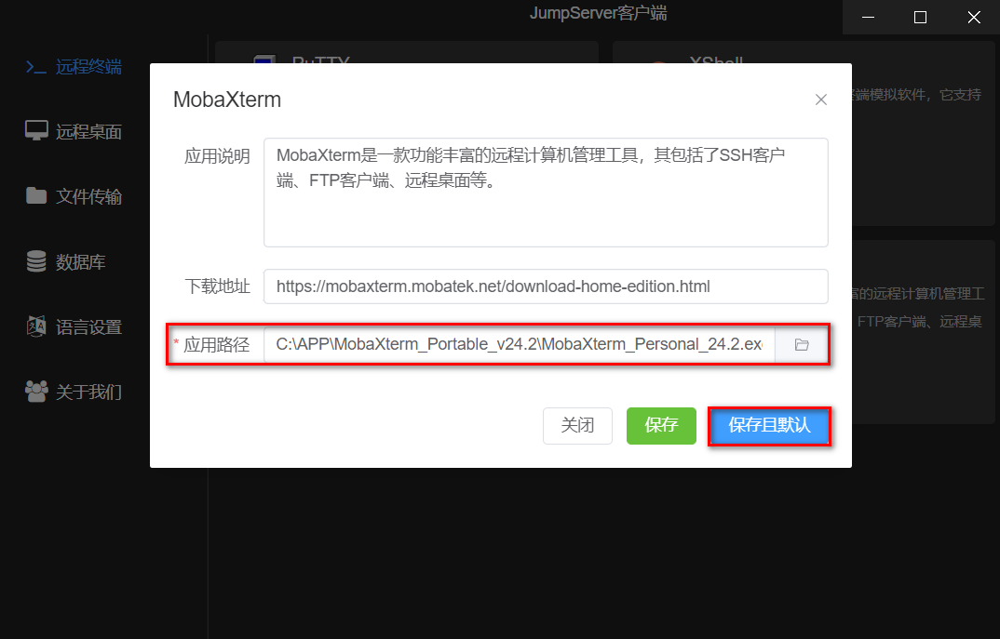 JumpServer客户端
远程终端
远程桌面
文件传输
数据库
语言设置
关于我们
PuTTY
XShell
终端模拟软件，它支持
富的远程计算机管理工
FTP客户端、远程桌
MobaXterm
应用说明
MobaXterm是一款功能丰富的远程计算机管理工具，其包括了SSH客户
端、FTP客户端、远程桌面等。
下载地址
https://mobaxterm.mobatek.net/download-home-edition.html
* 应用路径
C:\APP\MobaXterm_Portable_v24.2\MobaXterm_Personal_24.2.exe
关闭
保存
保存且默认